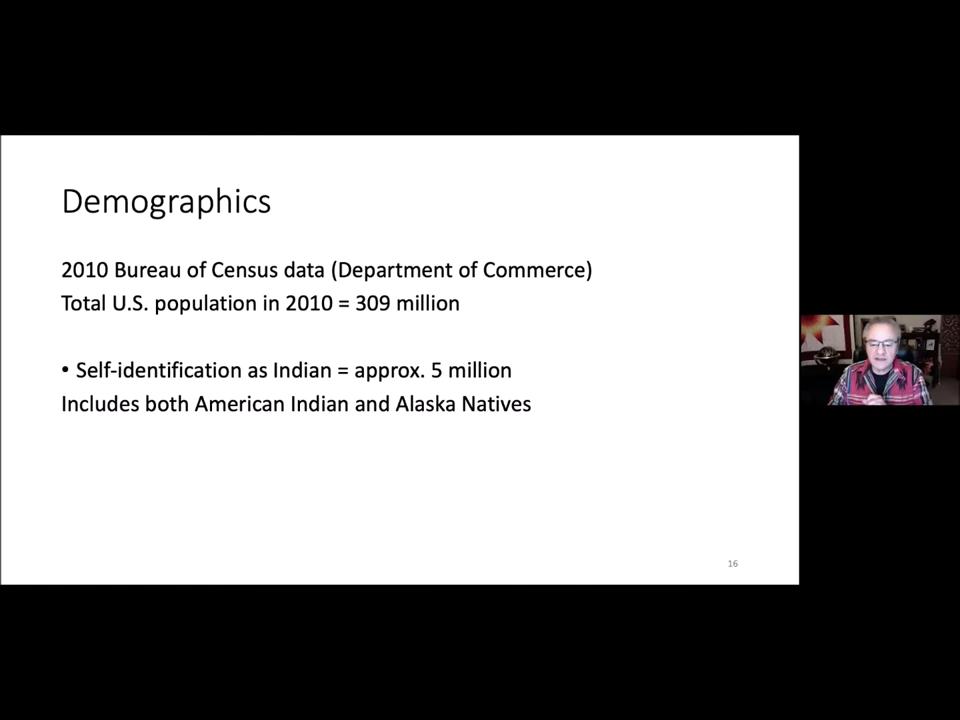 Demographics
2010 Bureau of Census data (Department of Commerce)
Total U.S. population in 2010 = 309 million
• Self-identification as Indian = approx. 5 million
Includes both American Indian and Alaska Natives
16